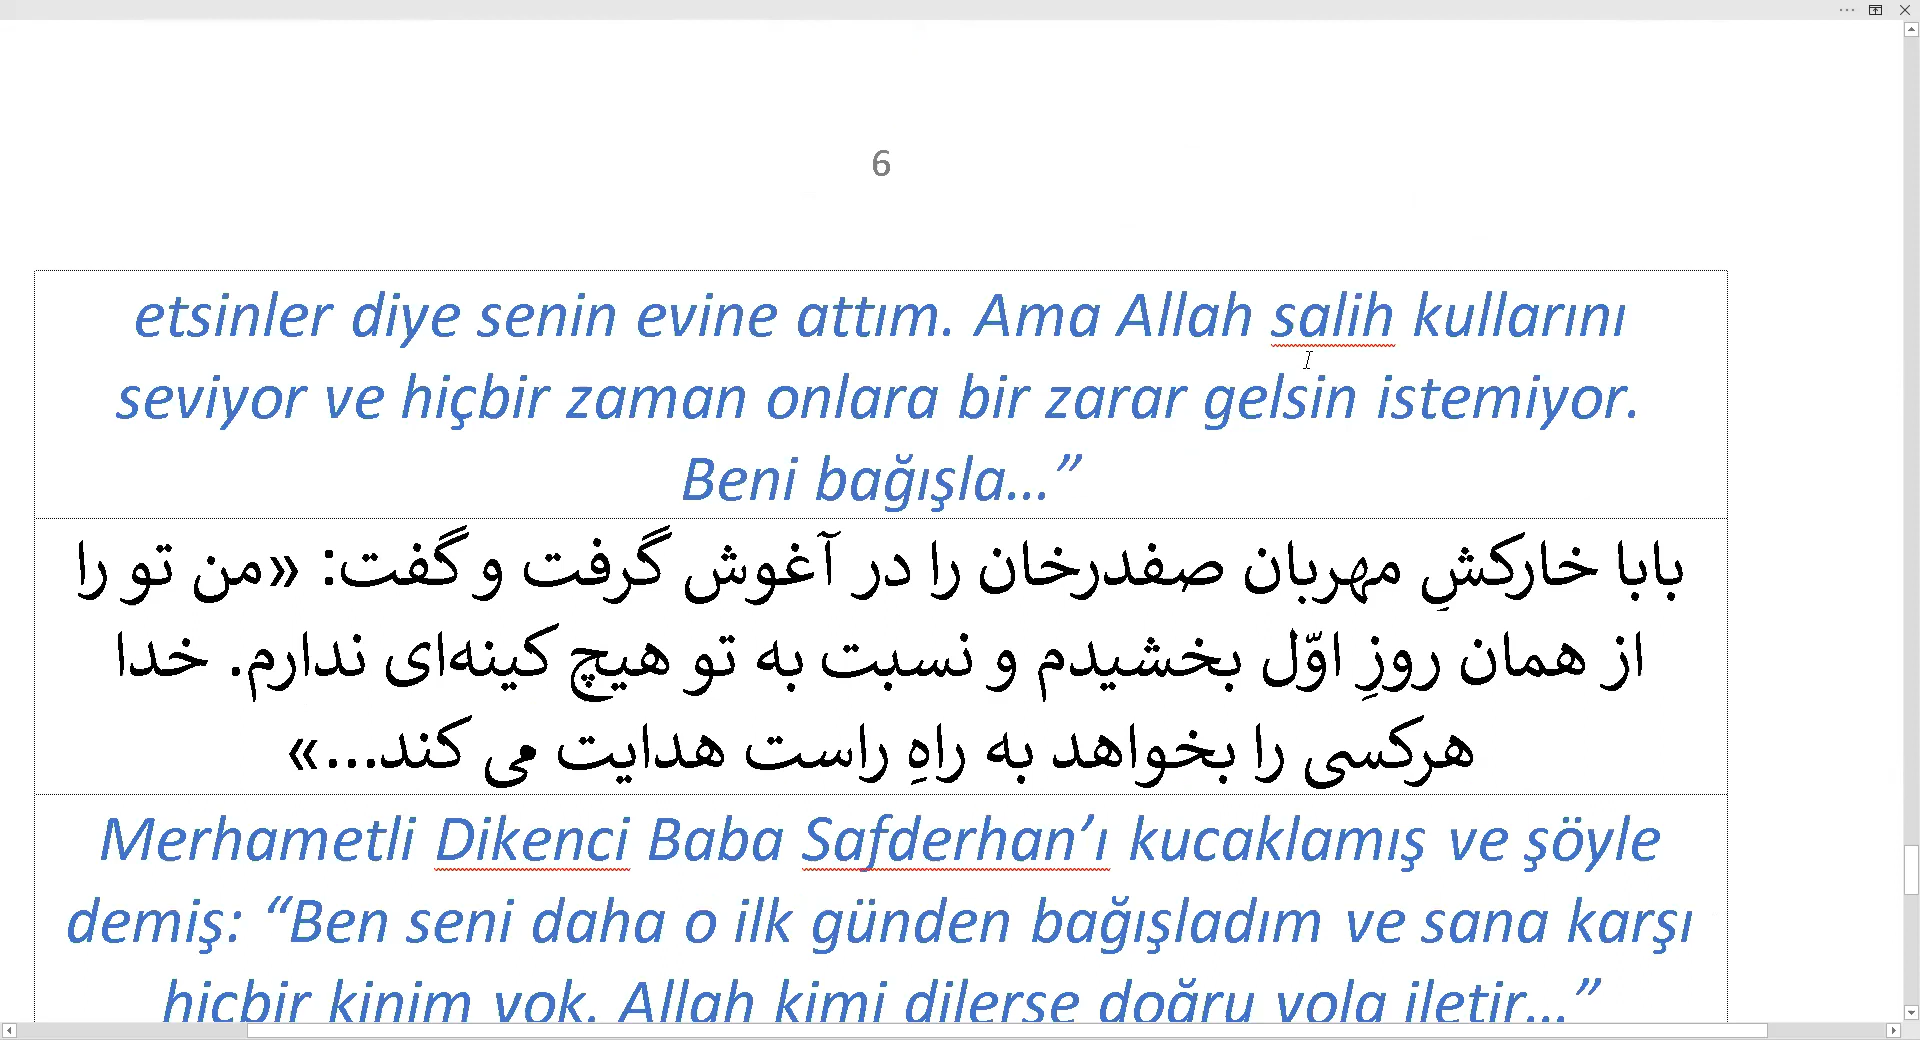 6
etsinler diye senin evine attım. Ama Allah salih kullarını
seviyor ve hiçbir zaman onlara bir zarar gelsin istemiyor.
Beni bağışla...”
بابا خارکشِ مهربان صفدرخان را در آغوش گرفت و گفت: «من تو را
از همان روزِ اوّل بخشیدم و نسبت به تو هیچ کینه‌ای ندارم. خدا
هرکسی را بخواهد به راهِ راست هدایت می کند...»
Merhametli Dikenci Baba Safderhan’ı kucaklamış ve şöyle
demiş: “Ben seni daha o ilk günden bağışladım ve sana karşı
hiçbir kinim yok. Allah kimi dilerse doğru yola iletir...”